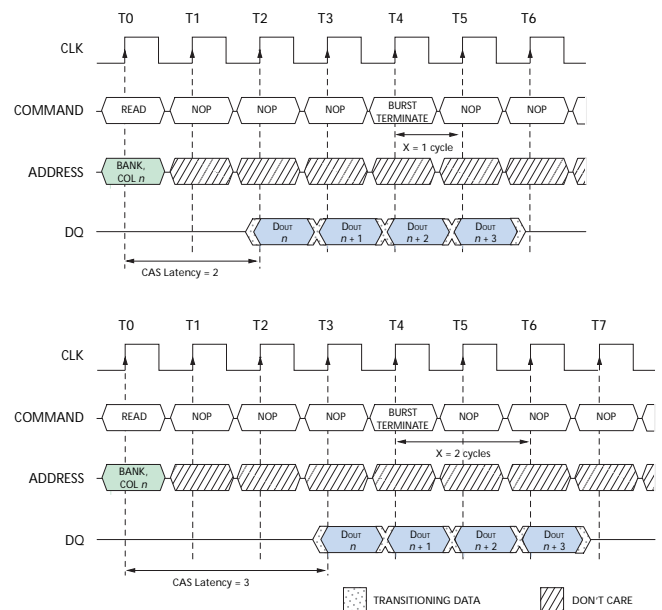 T0 T1 T2 T3 T4 T5 T6
CLK
COMMAND READ NOP NOP NOP BURST TERMINATE NOP NOP
X = 1 cycle
ADDRESS BANK, COL n
DQ DOUT n DOUT n + 1 DOUT n + 2 DOUT n + 3
CAS Latency = 2
T0 T1 T2 T3 T4 T5 T6 T7
CLK
COMMAND READ NOP NOP NOP BURST TERMINATE NOP NOP NOP
X = 2 cycles
ADDRESS BANK, COL n
DQ DOUT n DOUT n + 1 DOUT n + 2 DOUT n + 3
CAS Latency = 3
TRANSITIONING DATA DON'T CARE